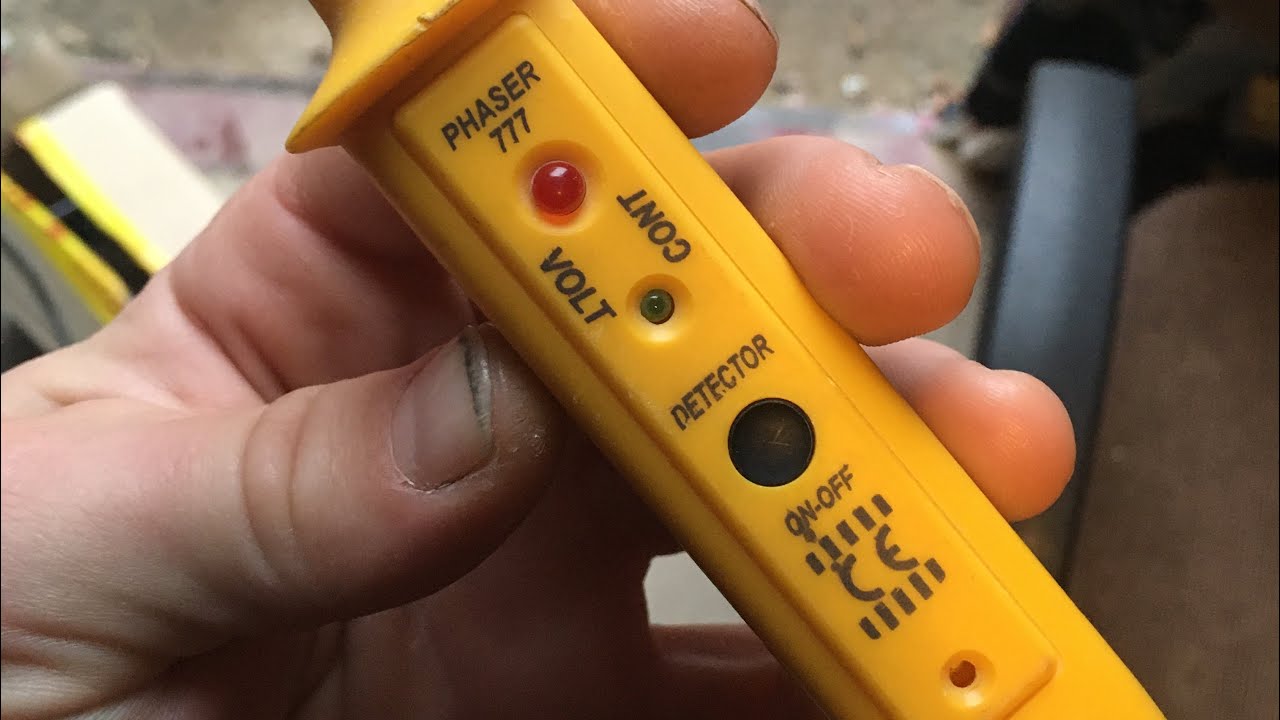 PHASER
777
CONT
VOLT
DETECTOR
ON-OFF
CE